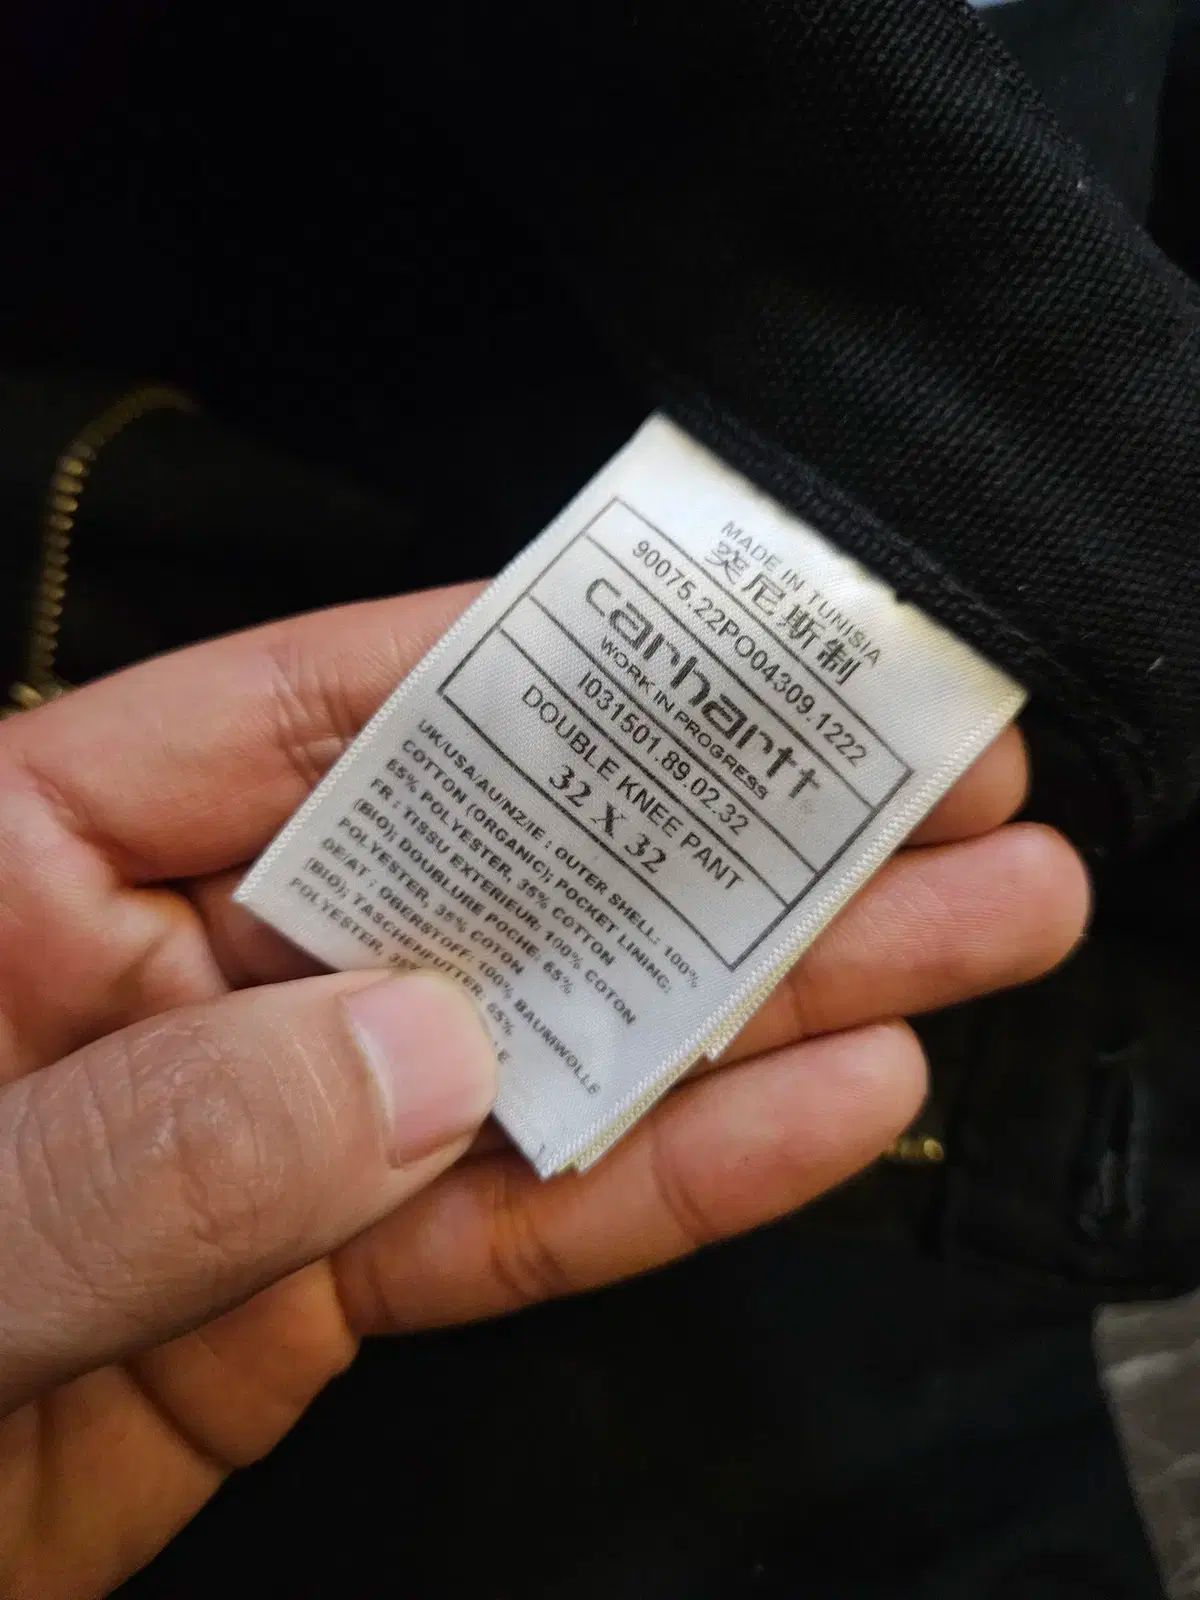 MADE IN TUNISIA
突尼斯制
90075.22PO04309.1222
carhartt
WORK IN PROGRESS
I031501.89.02.32
DOUBLE KNEE PANT
32 X 32
UK/USA/AU/NZ/IE : OUTER SHELL: 100%
COTTON (ORGANIC); POCKET LINING:
65% POLYESTER, 35% COTTON
FR : TISSU EXTERIEUR: 100% COTON
(BIO); DOUBLURE POCHE: 65%
POLYESTER, 35% COTON
DE/AT : OBERSTOFF: 100% BAUMWOLLE
(BIO); TASCHENFUTTER: 65%
POLYESTER, 35%